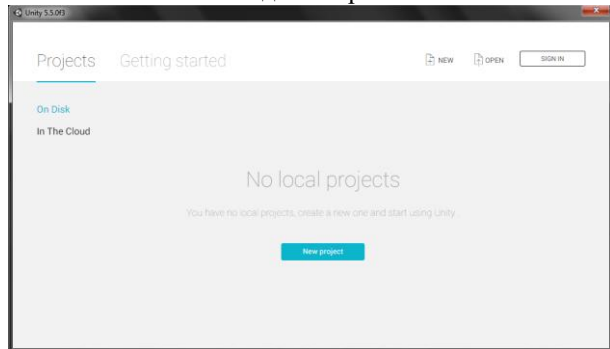 Unity 5.5.0f3
Projects Getting started NEW OPEN SIGN IN
On Disk
In The Cloud
No local projects
You have no local projects, create a new one and start using Unity.
New project